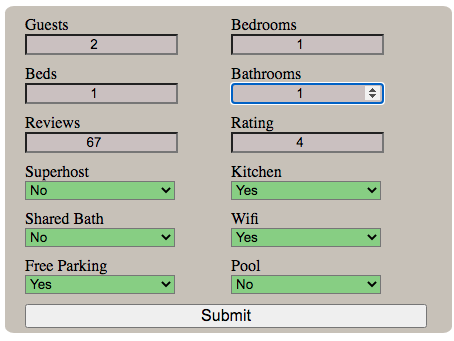 Guests Bedrooms
2 1
Beds Bathrooms
1 1
Reviews Rating
67 4
Superhost Kitchen
No Yes
Shared Bath Wifi
No Yes
Free Parking Pool
Yes No
Submit